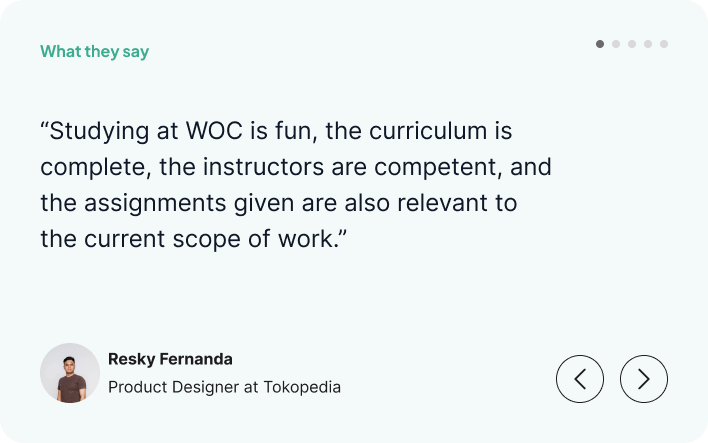 What they say
“Studying at WOC is fun, the curriculum is
complete, the instructors are competent, and
the assignments given are also relevant to
the current scope of work.”
Resky Fernanda
Product Designer at Tokopedia